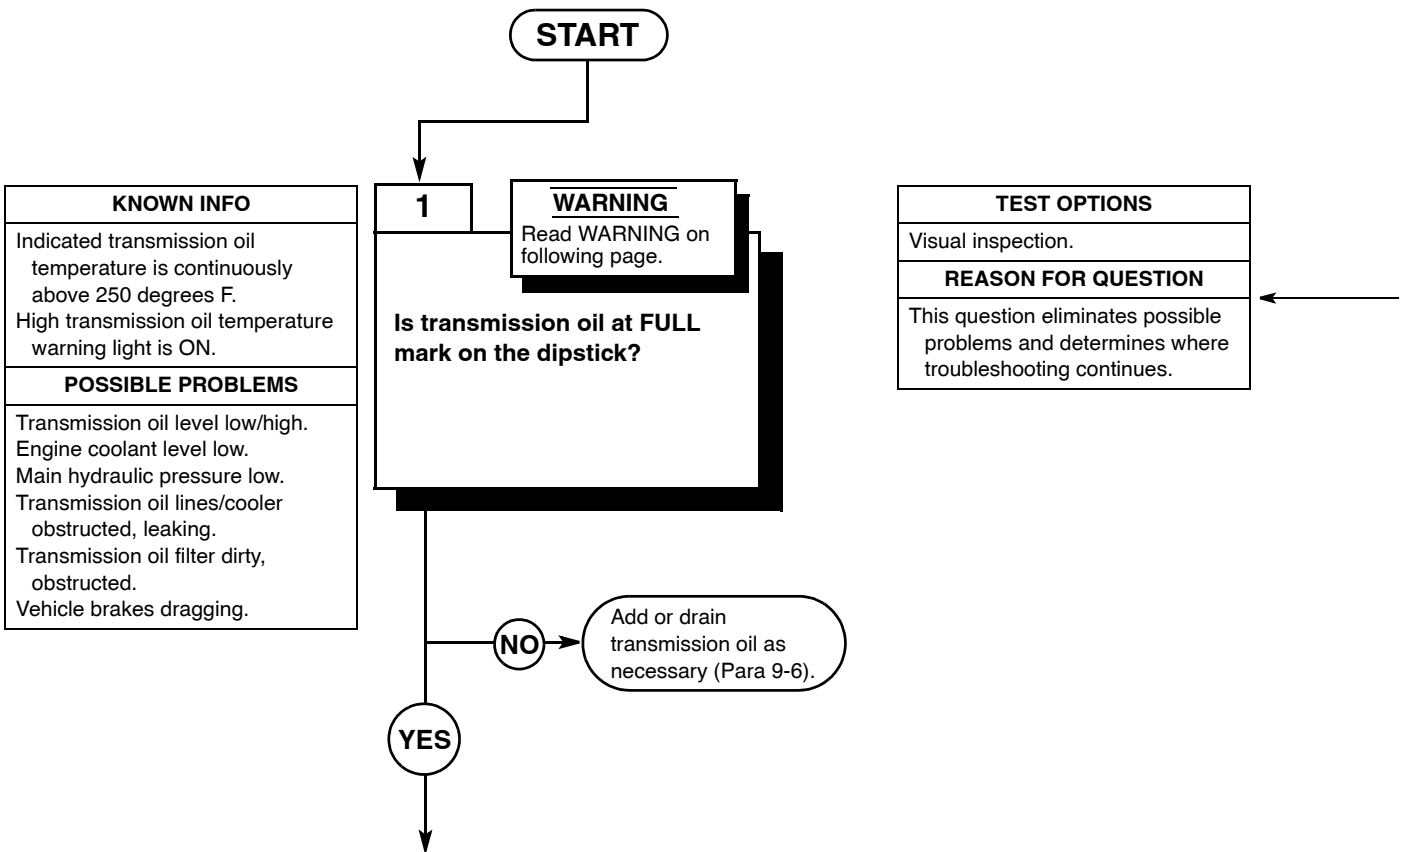 START
KNOWN INFO
Indicated transmission oil
temperature is continuously
above 250 degrees F.
High transmission oil temperature
warning light is ON.
POSSIBLE PROBLEMS
Transmission oil level low/high.
Engine coolant level low.
Main hydraulic pressure low.
Transmission oil lines/cooler
obstructed, leaking.
Transmission oil filter dirty,
obstructed.
Vehicle brakes dragging.
1
WARNING
Read WARNING on
following page.
Is transmission oil at FULL
mark on the dipstick?
TEST OPTIONS
Visual inspection.
REASON FOR QUESTION
This question eliminates possible
problems and determines where
troubleshooting continues.
NO
Add or drain
transmission oil as
necessary (Para 9-6).
YES